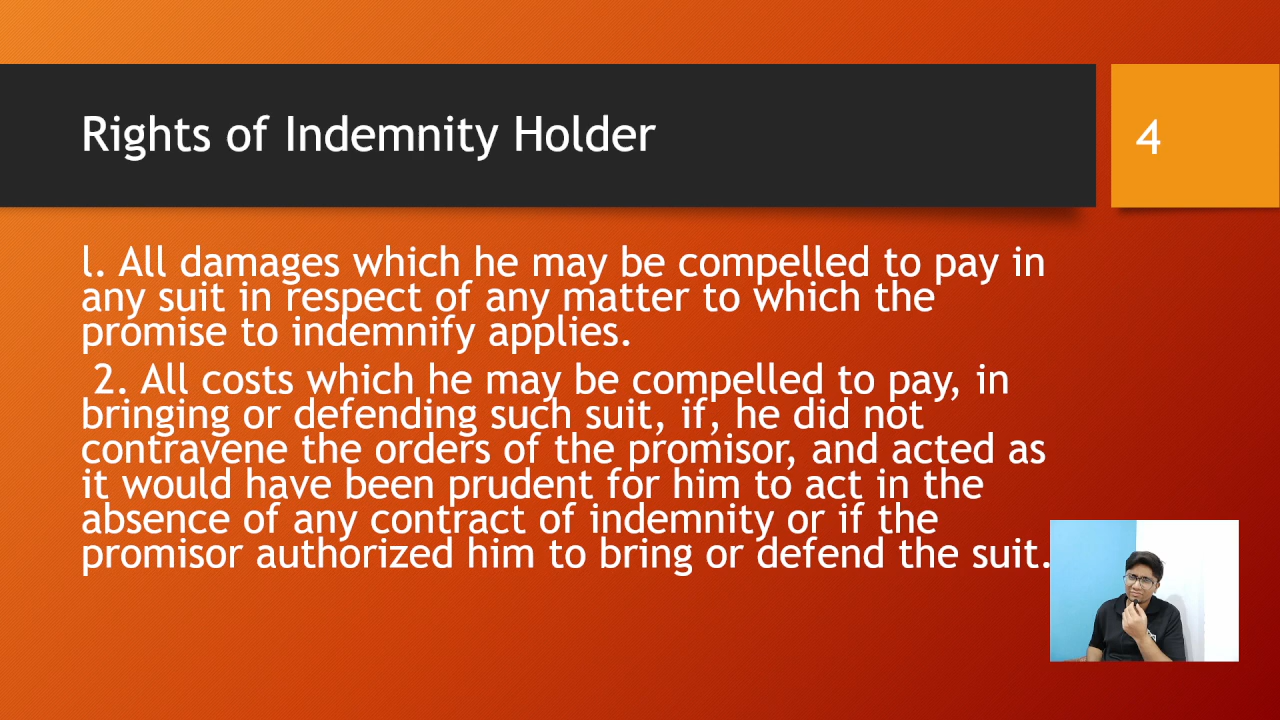 Rights of Indemnity Holder
4
l. All damages which he may be compelled to pay in
any suit in respect of any matter to which the
promise to indemnify applies.
2. All costs which he may be compelled to pay, in
bringing or defending such suit, if, he did not
contravene the orders of the promisor, and acted as
it would have been prudent for him to act in the
absence of any contract of indemnity or if the
promisor authorized him to bring or defend the suit.